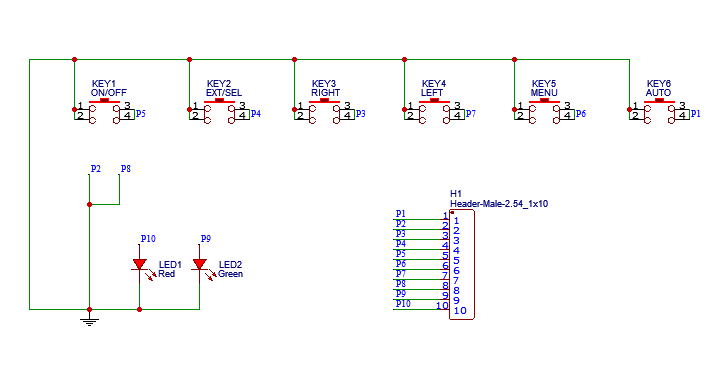 KEY1
ON/OFF
1 3
2 4 P5
KEY2
EXT/SEL
1 3
2 4 P4
KEY3
RIGHT
1 3
2 4 P3
KEY4
LEFT
1 3
2 4 P7
KEY5
MENU
1 3
2 4 P6
KEY6
AUTO
1 3
2 4 P1
P2 P8
P10 P9
LED1
Red
LED2
Green
H1
Header-Male-2.54_1x10
P1 1 1
P2 2 2
P3 3 3
P4 4 4
P5 5 5
P6 6 6
P7 7 7
P8 8 8
P9 9 9
P10 10 10